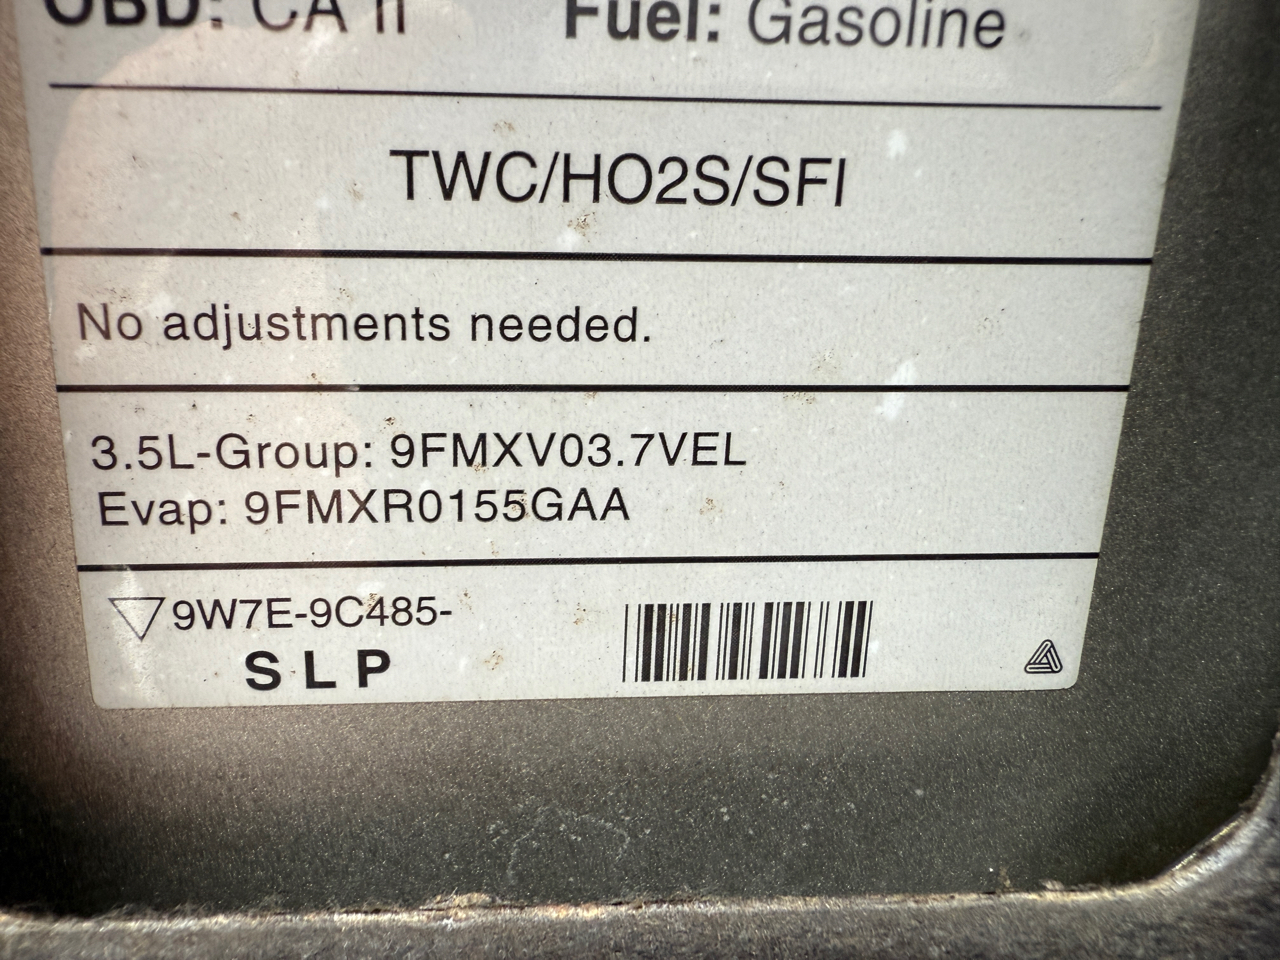 OBD: CA II Fuel: Gasoline
TWC/HO2S/SFI
No adjustments needed.
3.5L-Group: 9FMXV03.7VEL
Evap: 9FMXR0155GAA
9W7E-9C485-
SLP